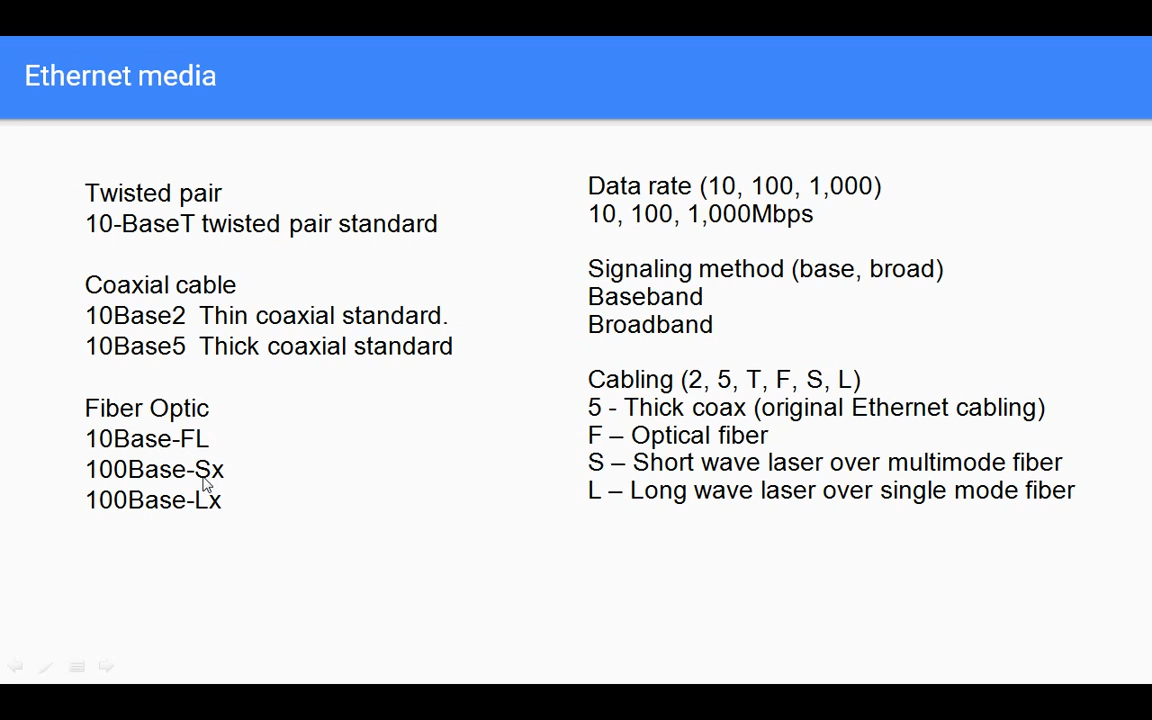 Ethernet media
Twisted pair
10-BaseT twisted pair standard
Coaxial cable
10Base2  Thin coaxial standard.
10Base5  Thick coaxial standard
Fiber Optic
10Base-FL
100Base-Sx
100Base-Lx
Data rate (10, 100, 1,000)
10, 100, 1,000Mbps
Signaling method (base, broad)
Baseband
Broadband
Cabling (2, 5, T, F, S, L)
5 - Thick coax (original Ethernet cabling)
F – Optical fiber
S – Short wave laser over multimode fiber
L – Long wave laser over single mode fiber